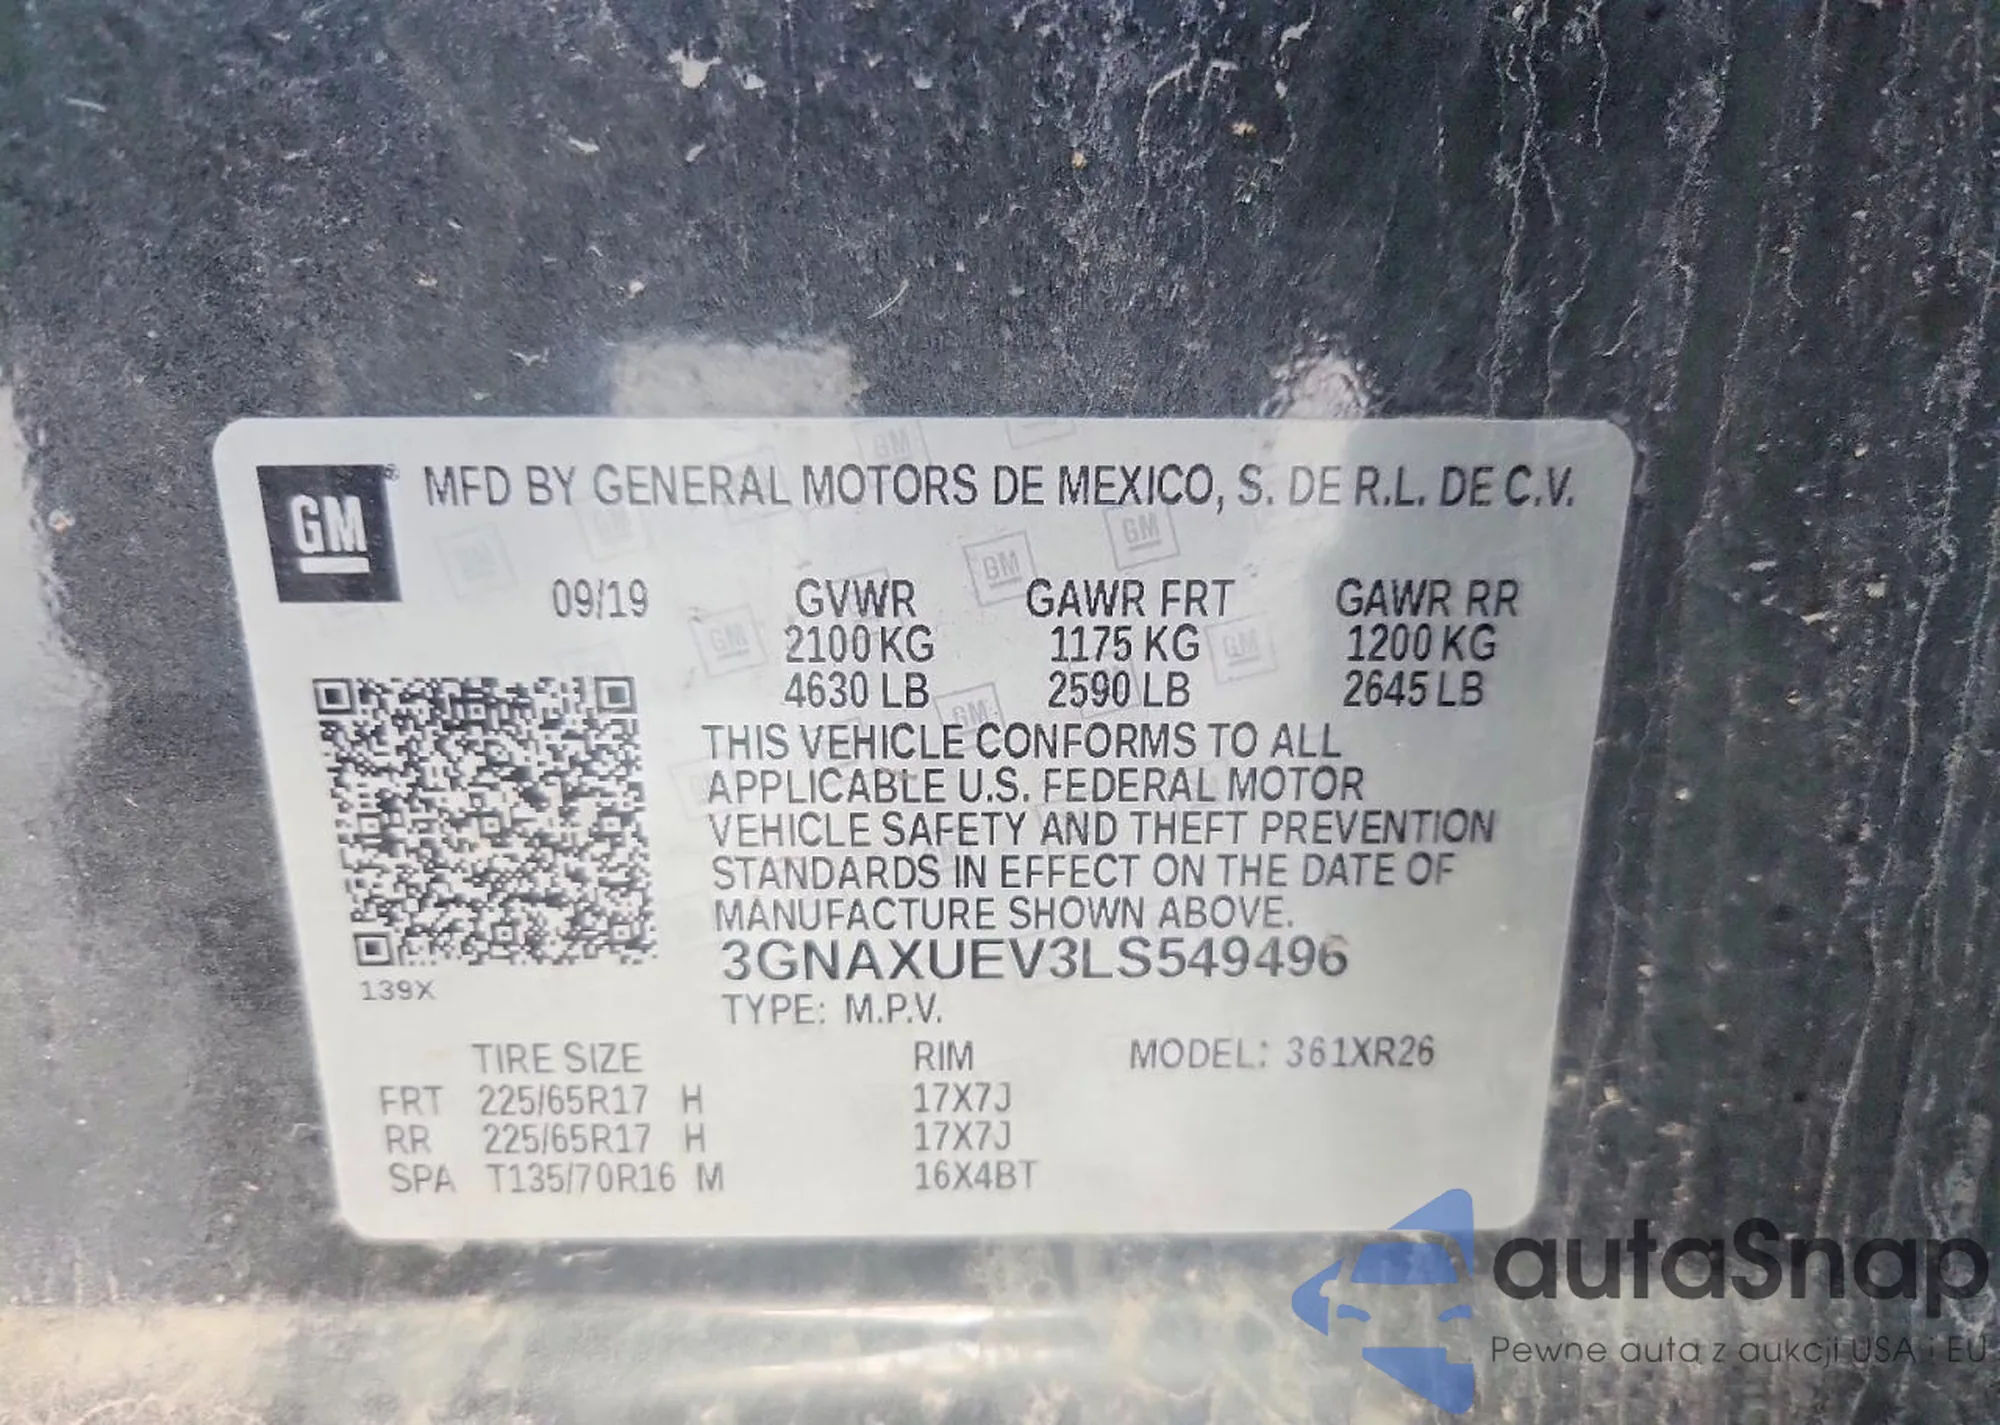 GM
MFD BY GENERAL MOTORS DE MEXICO, S. DE R.L. DE C.V.
09/19 GVWR GAWR FRT GAWR RR
2100 KG 1175 KG 1200 KG
4630 LB 2590 LB 2645 LB
THIS VEHICLE CONFORMS TO ALL
APPLICABLE U.S. FEDERAL MOTOR
VEHICLE SAFETY AND THEFT PREVENTION
STANDARDS IN EFFECT ON THE DATE OF
MANUFACTURE SHOWN ABOVE.
3GNAXUEV3LS549496
139X
TYPE: M.P.V.
TIRE SIZE RIM MODEL: 361XR26
FRT 225/65R17 H 17X7J
RR 225/65R17 H 17X7J
SPA T135/70R16 M 16X4BT
autaSnap
Pewne auta z aukcji USA i EU